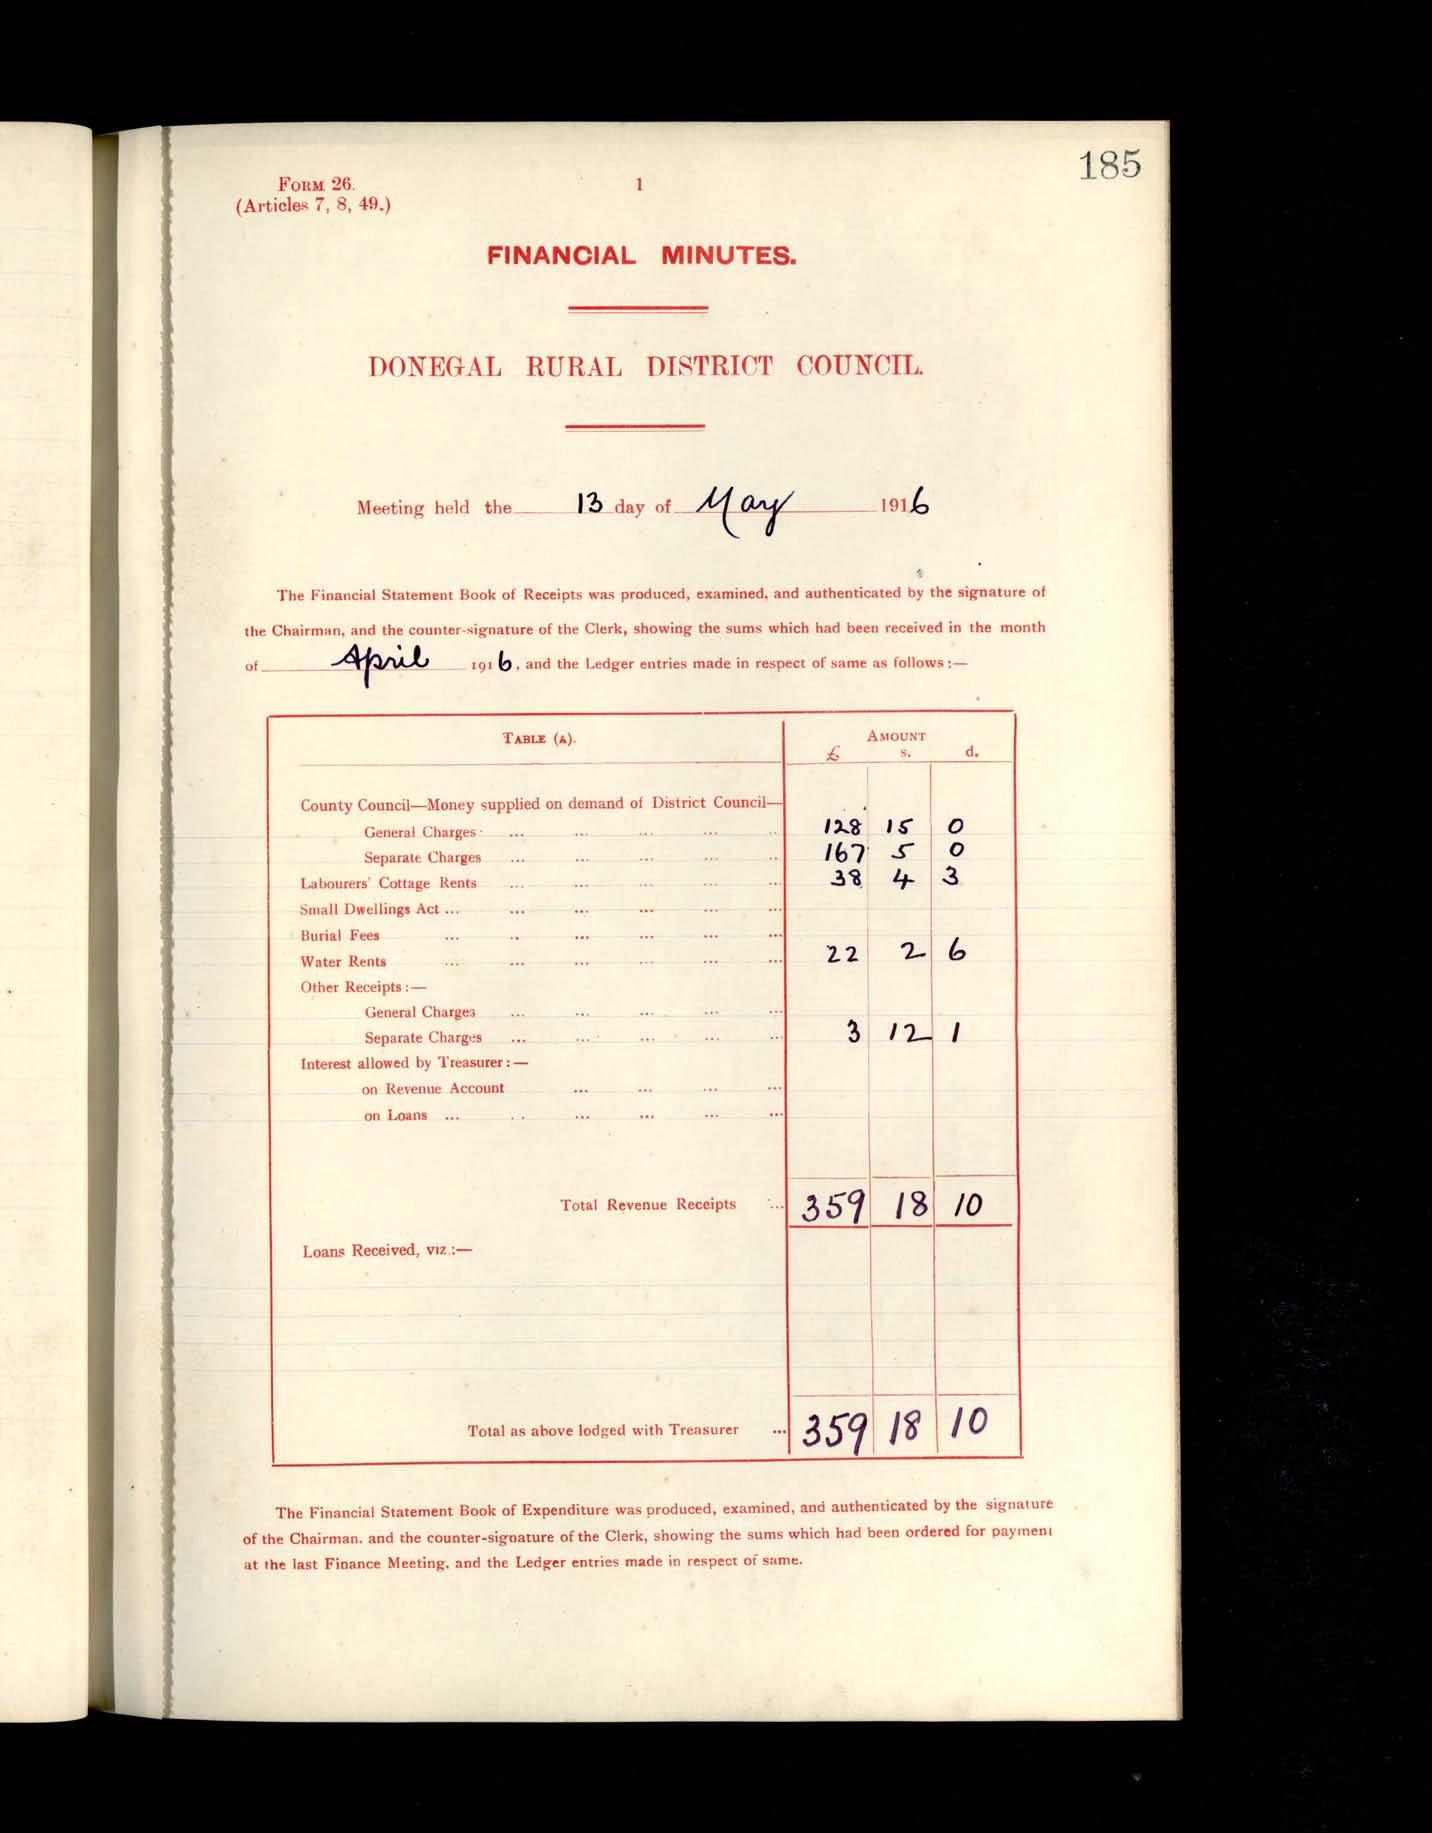 185
FORM 26.
1
(Articles 7, 8, 49.)
FINANCIAL MINUTES.
DONEGAL RURAL DISTRICT COUNCIL.
Meeting held the 13 day of May 1916
The Financial Statement Book of Receipts was produced, examined, and authenticated by the signature of
the Chairman, and the counter-signature of the Clerk, showing the sums which had been received in the month
of April 1916, and the Ledger entries made in respect of same as follows:—
TABLE (A). AMOUNT
£ s. d.
County Council—Money supplied on demand of District Council—
General Charges ... ... ... ... .. 128 15 0
Separate Charges ... ... ... ... .. 167 5 0
Labourers' Cottage Rents ... ... ... ... ... 38 4 3
Small Dwellings Act ... ... ... ... ... ...
Burial Fees ... .. ... ... ... ...
Water Rents ... ... ... ... ... ... 22 2 6
Other Receipts:—
General Charges ... ... ... ... ...
Separate Charges ... ... ... ... ... 3 12 1
Interest allowed by Treasurer:—
on Revenue Account ... ... ... ...
on Loans ... .. ... ... ... ...
Total Revenue Receipts ... 359 18 10
Loans Received, viz.:—
Total as above lodged with Treasurer ... 359 18 10
The Financial Statement Book of Expenditure was produced, examined, and authenticated by the signature
of the Chairman, and the counter-signature of the Clerk, showing the sums which had been ordered for payment
at the last Finance Meeting, and the Ledger entries made in respect of same.